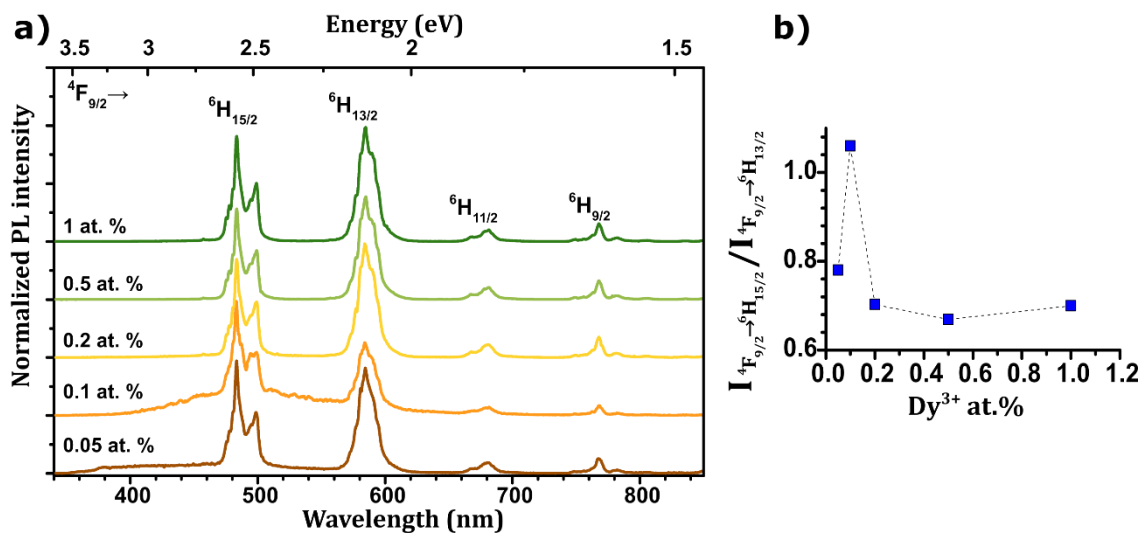 a)
Energy (eV)
3.5 3 2.5 2 1.5
⁴F₉/₂→
⁶H₁₅/₂
⁶H₁₃/₂
⁶H₁₁/₂
⁶H₉/₂
1 at. %
0.5 at. %
0.2 at. %
0.1 at. %
0.05 at. %
Normalized PL intensity
400 500 600 700 800
Wavelength (nm)
b)
I ⁴F₉/₂→⁶H₁₅/₂ /I ⁴F₉/₂→⁶H₁₃/₂
1.0
0.8
0.6
0.0 0.2 0.4 0.6 0.8 1.0 1.2
Dy³⁺ at.%